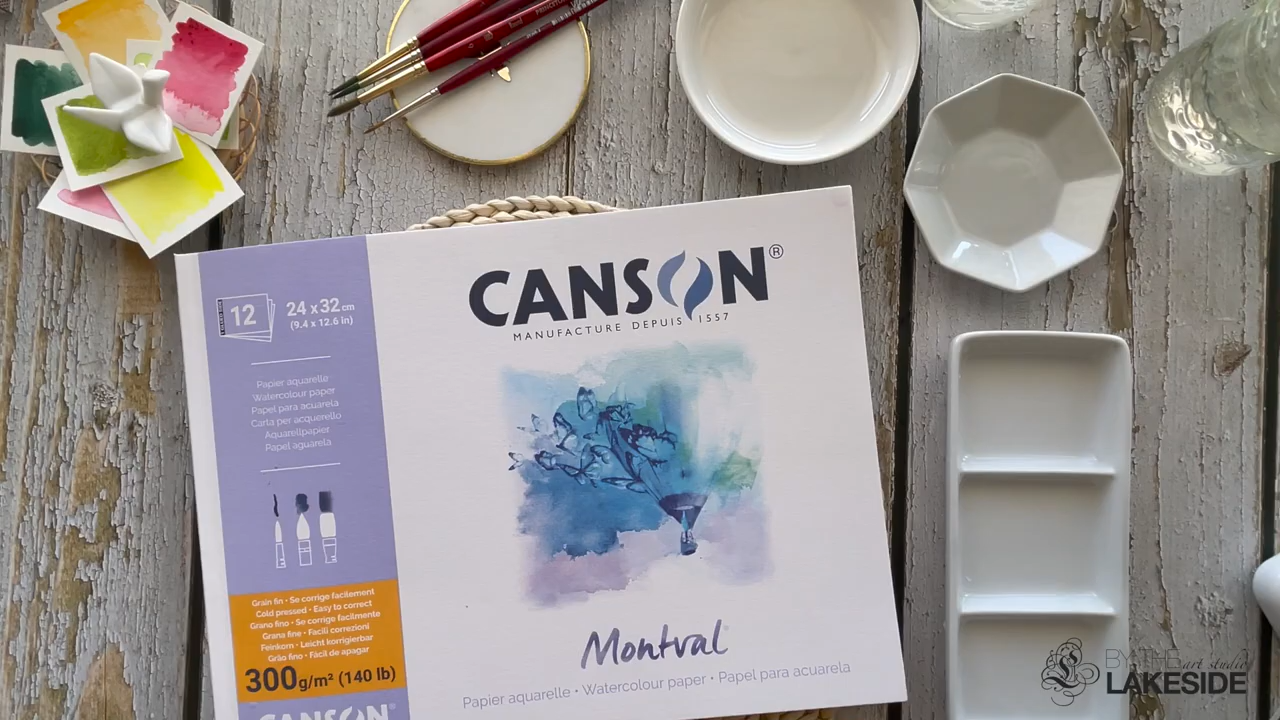 CANSON®
MANUFACTURE DEPUIS 1557
12
24 x 32 cm
(9.4 x 12.6 in)
Papier aquarelle
Watercolour paper
Papel para acuarela
Carta per acquerello
Aquarellpapier
Papel aguarela
Grain fin • Se corrige facilement
Cold pressed • Easy to correct
Grano fino • Se corrige facilmente
Grana fine • Facili correzioni
Feinkorn • Leicht korrigierbar
Grão fino • Fácil de apagar
300g/m² (140 lb)
CANSON®
Montval®
Papier aquarelle • Watercolour paper • Papel para acuarela
BY THE art studio
LAKESIDE